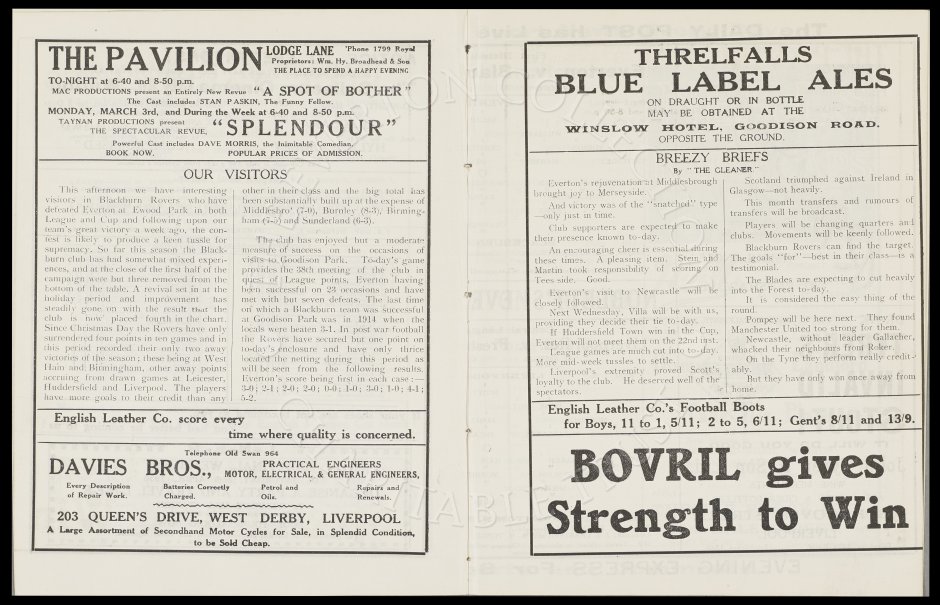 THE PAVILION LODGE LANE 'Phone 1799 Royal
Proprietors: Wm. Hy. Broadhead & Son
THE PLACE TO SPEND A HAPPY EVENING
TO-NIGHT at 6-40 and 8-50 p.m.
MAC PRODUCTIONS present an Entirely New Revue "A SPOT OF BOTHER"
The Cast includes STAN PASKIN, The Funny Fellow.
MONDAY, MARCH 3rd, and During the Week at 6-40 and 8-50 p.m.
TAYNAN PRODUCTIONS present
THE SPECTACULAR REVUE, "SPLENDOUR"
Powerful Cast includes DAVE MORRIS, the Inimitable Comedian.
BOOK NOW. POPULAR PRICES OF ADMISSION.
OUR VISITORS
This afternoon we have interesting
visitors in Blackburn Rovers who have
defeated Everton at Ewood Park in both
League and Cup and following upon our
team's great victory a week ago, the con-
test is likely to produce a keen tussle for
supremacy. So far this season the Black-
burn club has had somewhat mixed experi-
ences, and at the close of the first half of the
campaign were but three removed from the
bottom of the table. A revival set in at the
holiday period and improvement has
steadily gone on with the result that the
club is now placed fourth in the chart.
Since Christmas Day the Rovers have only
surrendered four points in ten games and in
this period recorded their only two away
victories of the season; these being at West
Ham and Birmingham, other away points
accruing from drawn games at Leicester,
Huddersfield and Liverpool. The players
have more goals to their credit than any
other in their class and the big total has
been substantially built up at the expense of
Middlesbro' (7-0), Burnley (8-3), Birming-
ham (7-5) and Sunderland (6-3).
The club has enjoyed but a moderate
measure of success on the occasions of
visits to Goodison Park. To-day's game
provides the 38th meeting of the club in
quest of League points, Everton having
been successful on 23 occasions and have
met with but seven defeats. The last time
on which a Blackburn team was successful
at Goodison Park was in 1914 when the
locals were beaten 3-1. In post war football
the Rovers have secured but one point on
to-day's enclosure and have only thrice
located the netting during this period as
will be seen from the following results.
Everton's score being first in each case:—
3-0; 2-1; 2-0; 2-0; 0-0; 1-0; 3-0; 1-0; 4-1;
5-2.
English Leather Co. score every
time where quality is concerned.
Telephone Old Swan 964
DAVIES BROS., PRACTICAL ENGINEERS
MOTOR, ELECTRICAL & GENERAL ENGINEERS,
Every Description Batteries Correctly Petrol and Repairs and
of Repair Work. Charged. Oils. Renewals.
203 QUEEN'S DRIVE, WEST DERBY, LIVERPOOL
A Large Assortment of Secondhand Motor Cycles for Sale, in Splendid Condition,
to be Sold Cheap.
THRELFALLS
BLUE LABEL ALES
ON DRAUGHT OR IN BOTTLE
MAY BE OBTAINED AT THE
WINSLOW HOTEL, GOODISON ROAD.
OPPOSITE THE GROUND.
BREEZY BRIEFS
By "THE GLEANER."
Everton's rejuvenation at Middlesbrough
brought joy to Merseyside.
And victory was of the "snatched" type
—only just in time.
Club supporters are expected to make
their presence known to-day.
An encouraging cheer is essential during
these times. A pleasing item. Stein and
Martin took responsibility of scoring on
Tees side. Good.
Everton's visit to Newcastle will be
closely followed.
Next Wednesday, Villa will be with us,
providing they decide their tie to-day.
If Huddersfield Town win in the Cup,
Everton will not meet them on the 22nd inst.
League games are much cut into to-day.
More mid-week tussles to settle.
Liverpool's extremity proved Scott's
loyalty to the club. He deserved well of the
spectators.
Scotland triumphed against Ireland in
Glasgow—not heavily.
This month transfers and rumours of
transfers will be broadcast.
Players will be changing quarters and
clubs. Movements will be keenly followed.
Blackburn Rovers can find the target.
The goals "for"—best in their class—is a
testimonal.
The Blades are expecting to cut heavily
into the Forest to-day.
It is considered the easy thing of the
round.
Pompey will be here next. They found
Manchester United too strong for them.
Newcastle, without leader Gallacher,
whacked their neighbours from Roker.
On the Tyne they perform really credit-
ably.
But they have only won once away from
home.
English Leather Co.'s Football Boots
for Boys, 11 to 1, 5/11; 2 to 5, 6/11; Gent's 8/11 and 13/9.
BOVRIL gives
Strength to Win